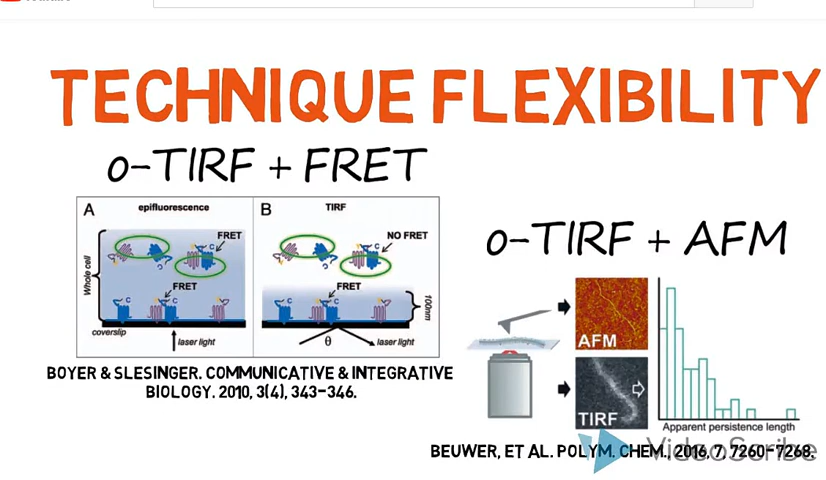 TECHNIQUE FLEXIBILITY
o-TIRF + FRET
A epifluorescence
B TIRF
FRET
NO FRET
C C C C
Whole cell
FRET
FRET
C C C C
100nm
coverslip
laser light
θ
laser light
BOYER & SLESINGER. COMMUNICATIVE & INTEGRATIVE
BIOLOGY. 2010, 3(4), 343-346.
o-TIRF + AFM
AFM
TIRF
Apparent persistence length
BEUWER, ET AL. POLYM. CHEM., 2016, 7, 7260-7268.
VideoScribe